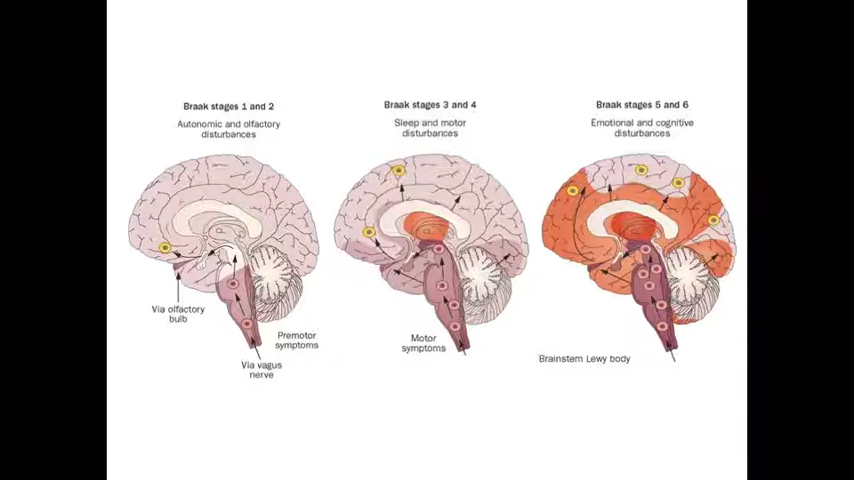 Braak stages 1 and 2
Autonomic and olfactory
disturbances
Braak stages 3 and 4
Sleep and motor
disturbances
Braak stages 5 and 6
Emotional and cognitive
disturbances
Via olfactory
bulb
Premotor
symptoms
Via vagus
nerve
Motor
symptoms
Brainstem Lewy body